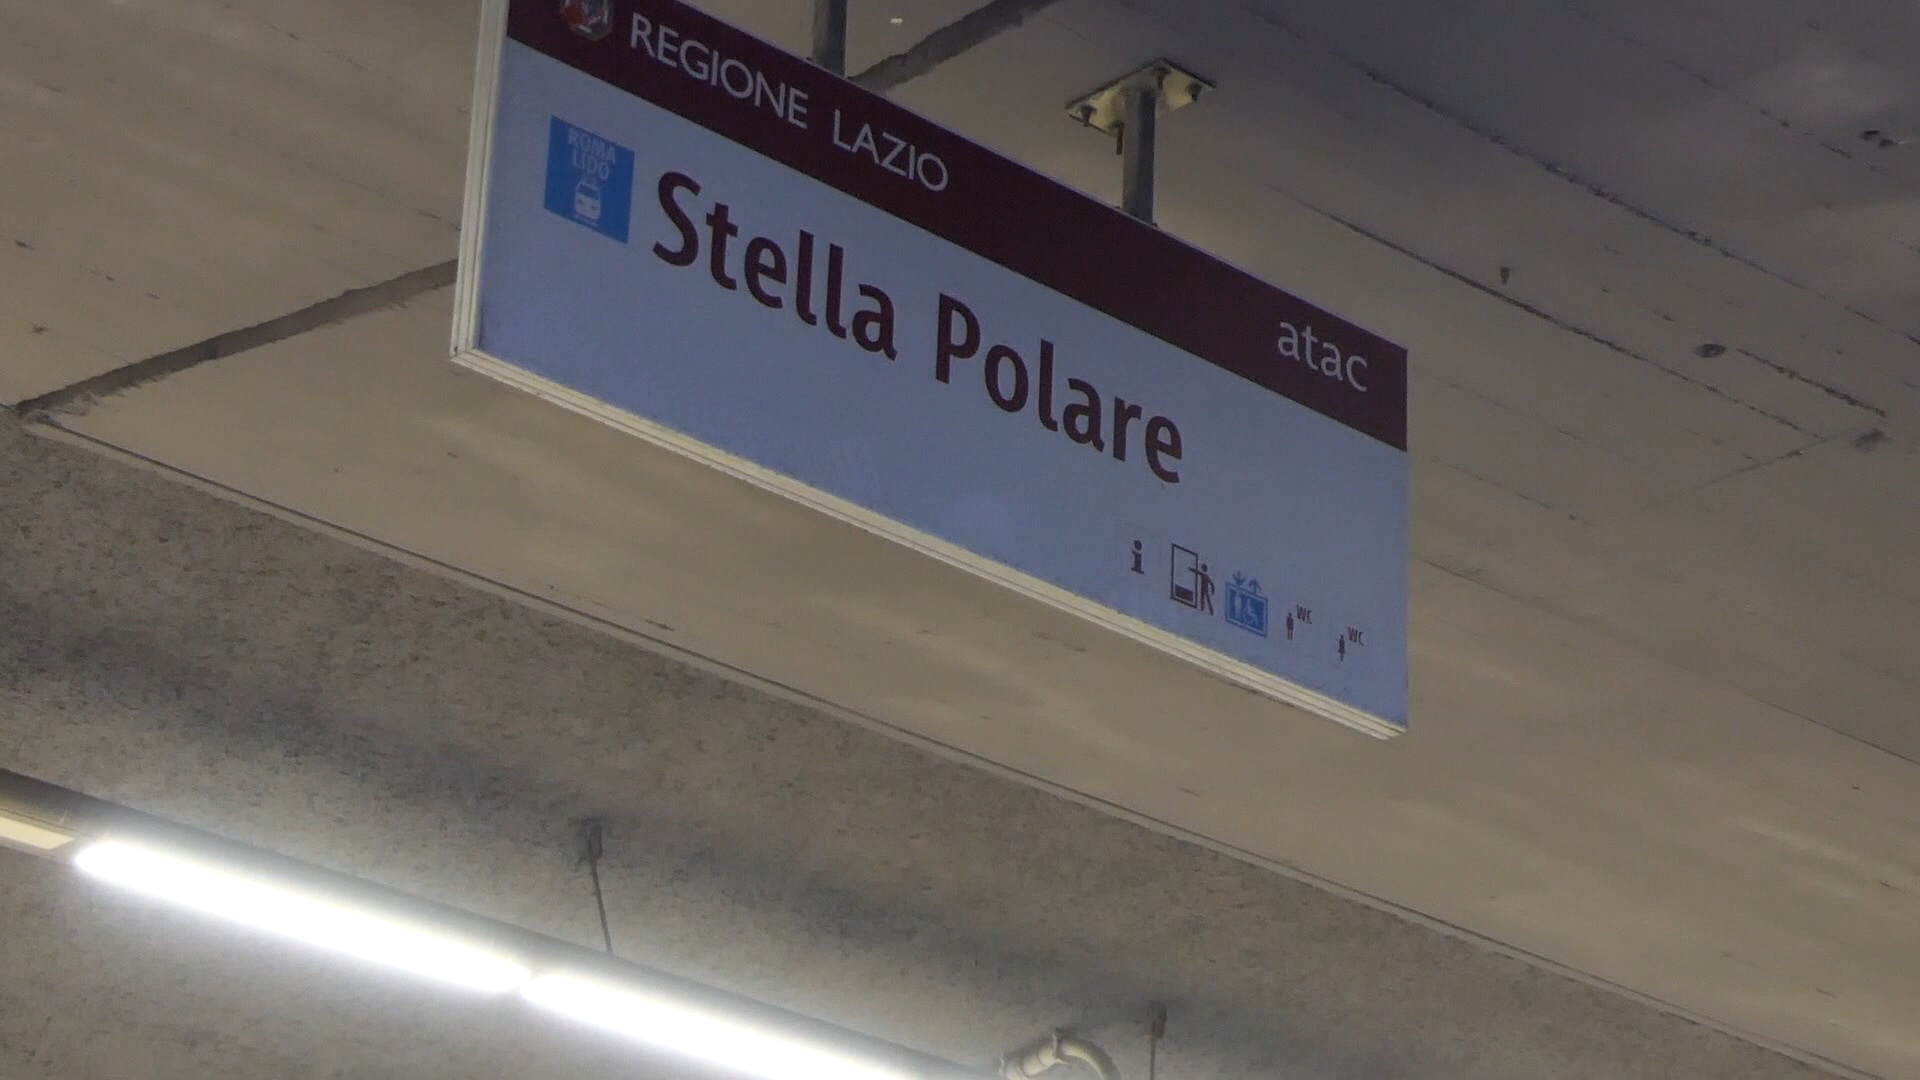 REGIONE LAZIO
atac
ROMA
LIDO
Stella Polare
i
WC
WC